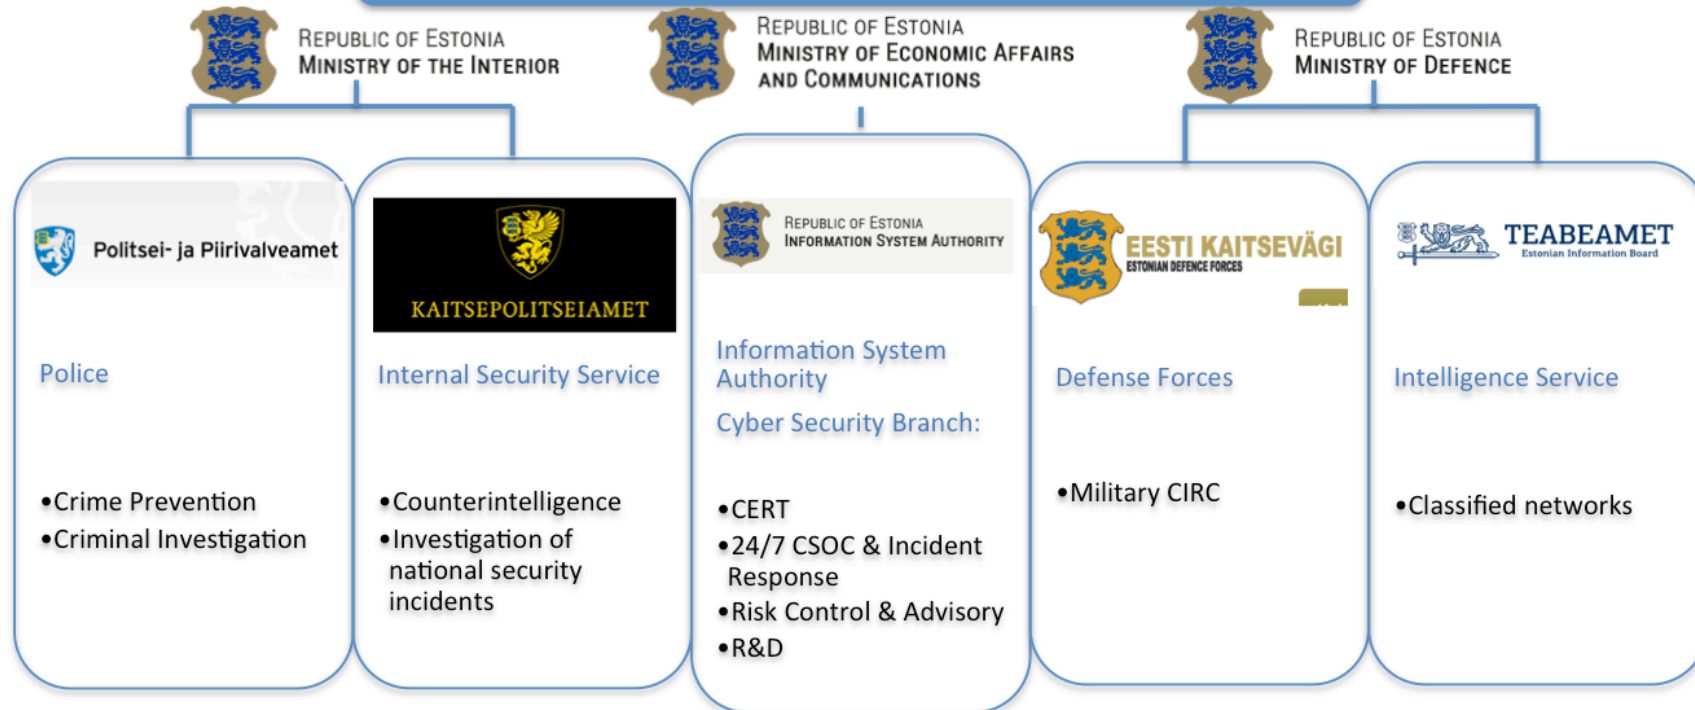 REPUBLIC OF ESTONIA
MINISTRY OF THE INTERIOR
REPUBLIC OF ESTONIA
MINISTRY OF ECONOMIC AFFAIRS
AND COMMUNICATIONS
REPUBLIC OF ESTONIA
MINISTRY OF DEFENCE
Politsei- ja Piirivalveamet
Police
•Crime Prevention
•Criminal Investigation
KAITSEPOLITSEIAMET
Internal Security Service
•Counterintelligence
•Investigation of
national security
incidents
REPUBLIC OF ESTONIA
INFORMATION SYSTEM AUTHORITY
Information System
Authority
Cyber Security Branch:
•CERT
•24/7 CSOC & Incident
Response
•Risk Control & Advisory
•R&D
EESTI KAITSEVÄGI
ESTONIAN DEFENCE FORCES
Defense Forces
•Military CIRC
TEABEAMET
Estonian Information Board
Intelligence Service
•Classified networks